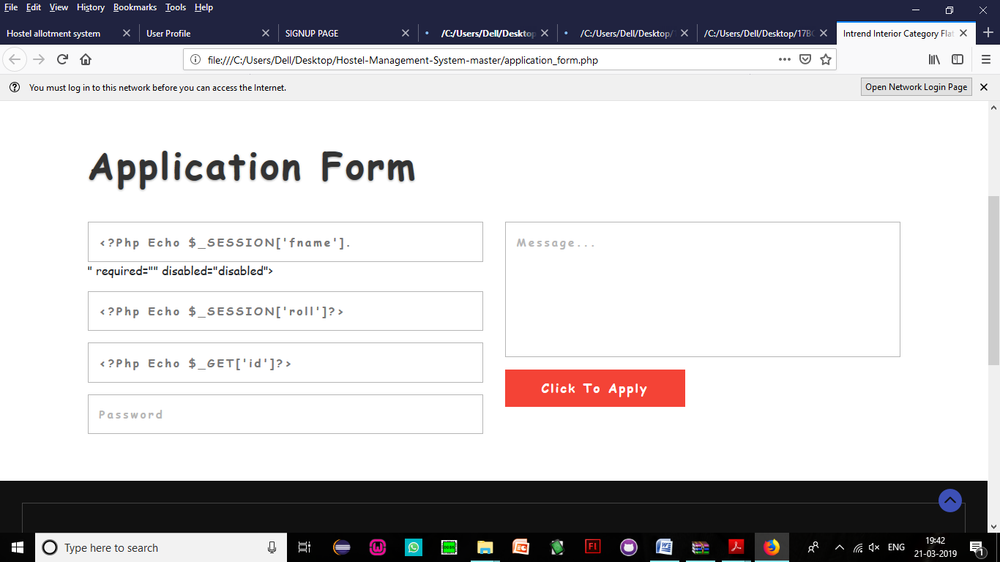 File Edit View History Bookmarks Tools Help
Hostel allotment system
User Profile
SIGNUP PAGE
/C:/Users/Dell/Desktop
/C:/Users/Dell/Desktop/
/C:/Users/Dell/Desktop/17BC
Intrend Interior Category Flat
file:///C:/Users/Dell/Desktop/Hostel-Management-System-master/application_form.php
You must log in to this network before you can access the Internet.
Open Network Login Page
Application Form
<?Php Echo $_SESSION['fname'].
" required="" disabled="disabled">
<?Php Echo $_SESSION['roll']?>
<?Php Echo $_GET['id']?>
Password
Message...
Click To Apply
Type here to search
ENG
19:42
21-03-2019
1